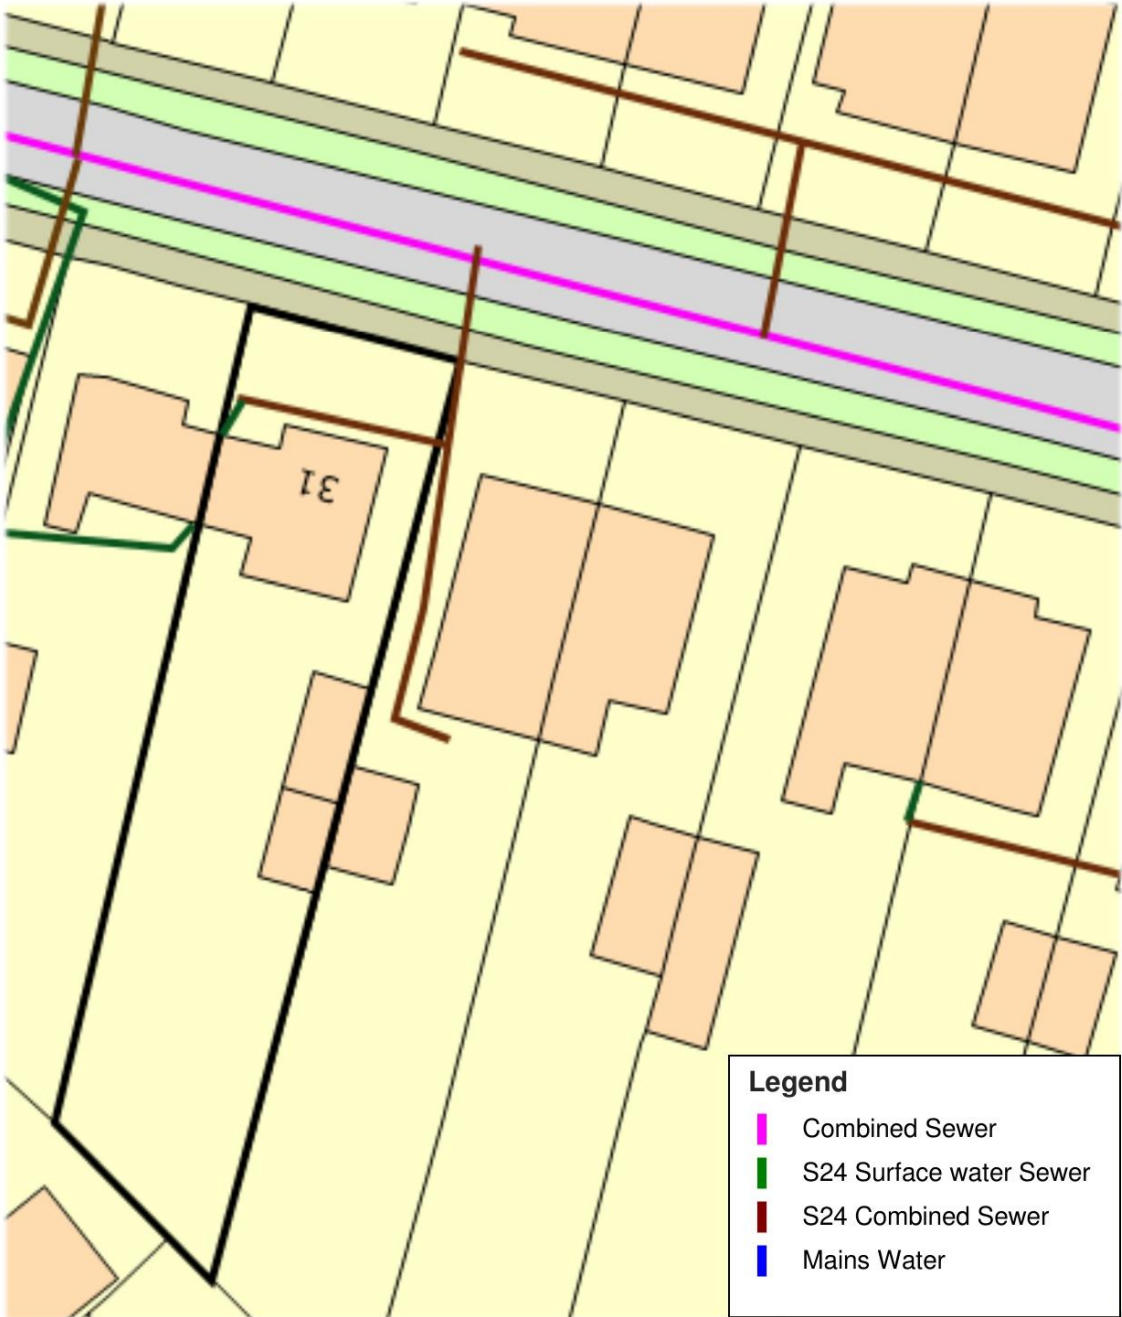 31
Legend
Combined Sewer
S24 Surface water Sewer
S24 Combined Sewer
Mains Water